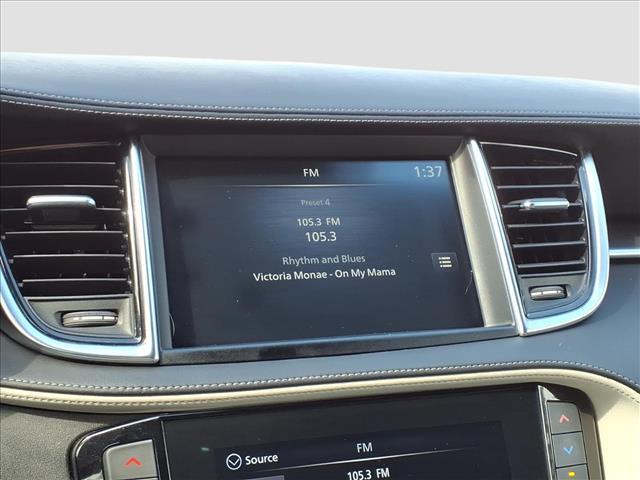 FM 1:37
Preset 4
105.3 FM
105.3
Rhythm and Blues
Victoria Monae - On My Mama
FM
Source
105.3 FM